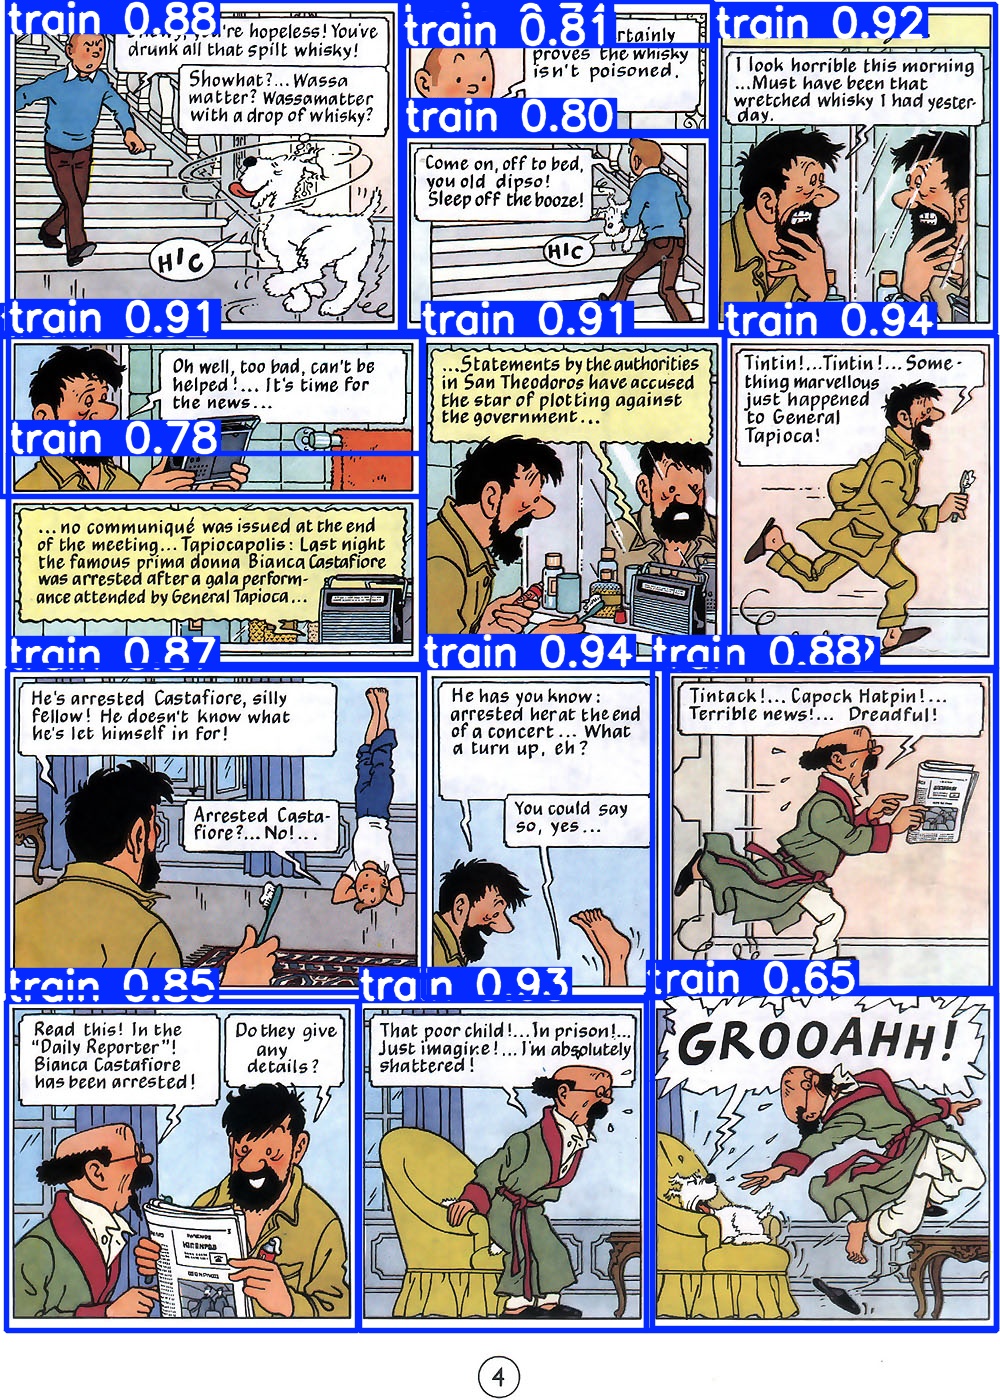 train 0.88
're hopeless! You've
drunk all that spilt whisky!
Showhat?... Wassa
matter? Wassamatter
with a drop of whisky?
HIC
train 0.81
rtainly
proves the whisky
isn't poisoned.
train 0.80
Come on, off to bed,
you old dipso!
Sleep off the booze!
HIC
train 0.92
I look horrible this morning
...Must have been that
wretched whisky I had yester-
day.
train 0.91
Oh well, too bad, can't be
helped!... It's time for
the news...
train 0.78
...no communiqué was issued at the end
of the meeting... Tapiocapolis: Last night
the famous prima donna Bianca Castafiore
was arrested after a gala perform-
ance attended by General Tapioca...
train 0.91
...Statements by the authorities
in San Theodoros have accused
the star of plotting against
the government...
train 0.94
Tintin!...Tintin!... Some-
thing marvellous
just happened
to General
Tapioca!
train 0.87
He's arrested Castafiore, silly
fellow! He doesn't know what
he's let himself in for!
Arrested Casta-
fiore?... No!...
train 0.94
He has you know:
arrested her at the end
of a concert... What
a turn up, eh?
You could say
so, yes...
train 0.88
Tintack!... Capock Hatpin!...
Terrible news!... Dreadful!
train 0.85
Read this! In the
"Daily Reporter"!
Bianca Castafiore
has been arrested!
Do they give
any
details?
train 0.93
That poor child!... In prison!...
Just imagine!... I'm absolutely
shattered!
train 0.65
GROOAHH!
4